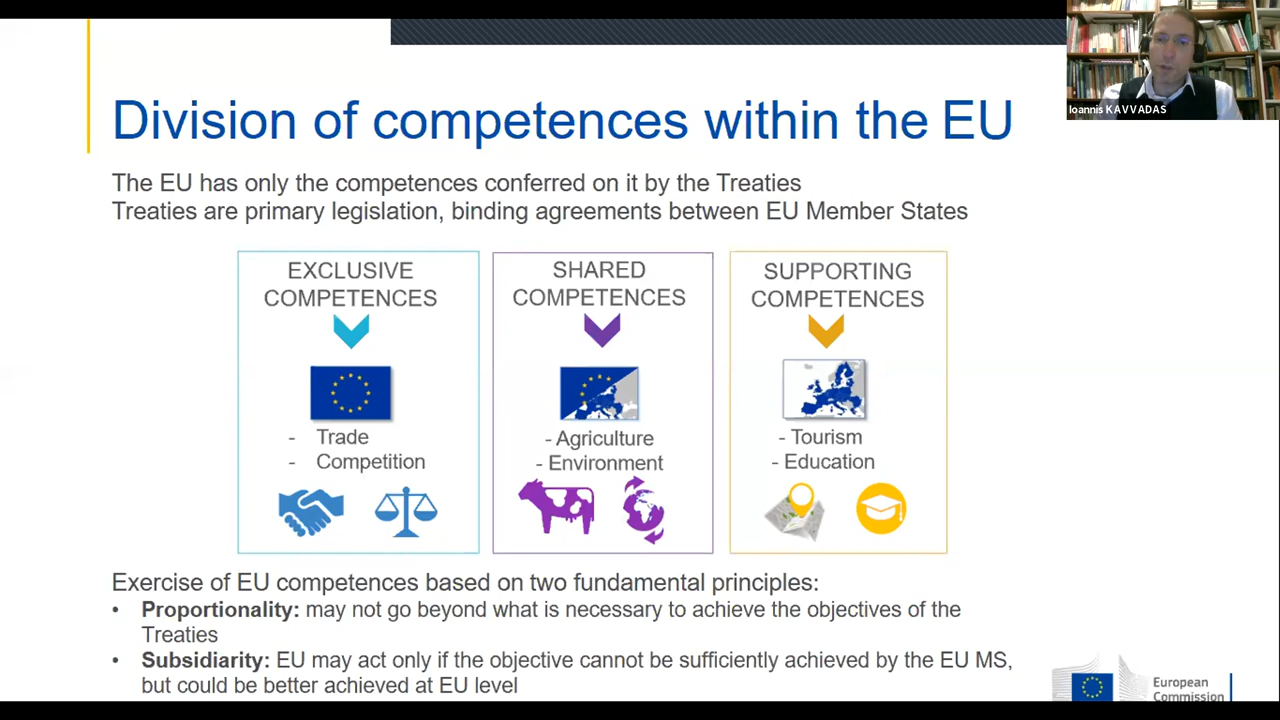 Division of competences within the EU
Ioannis KAVVADAS
The EU has only the competences conferred on it by the Treaties
Treaties are primary legislation, binding agreements between EU Member States
EXCLUSIVE
COMPETENCES
- Trade
- Competition
SHARED
COMPETENCES
- Agriculture
- Environment
SUPPORTING
COMPETENCES
- Tourism
- Education
Exercise of EU competences based on two fundamental principles:
• Proportionality: may not go beyond what is necessary to achieve the objectives of the
Treaties
• Subsidiarity: EU may act only if the objective cannot be sufficiently achieved by the EU MS,
but could be better achieved at EU level
European
Commission